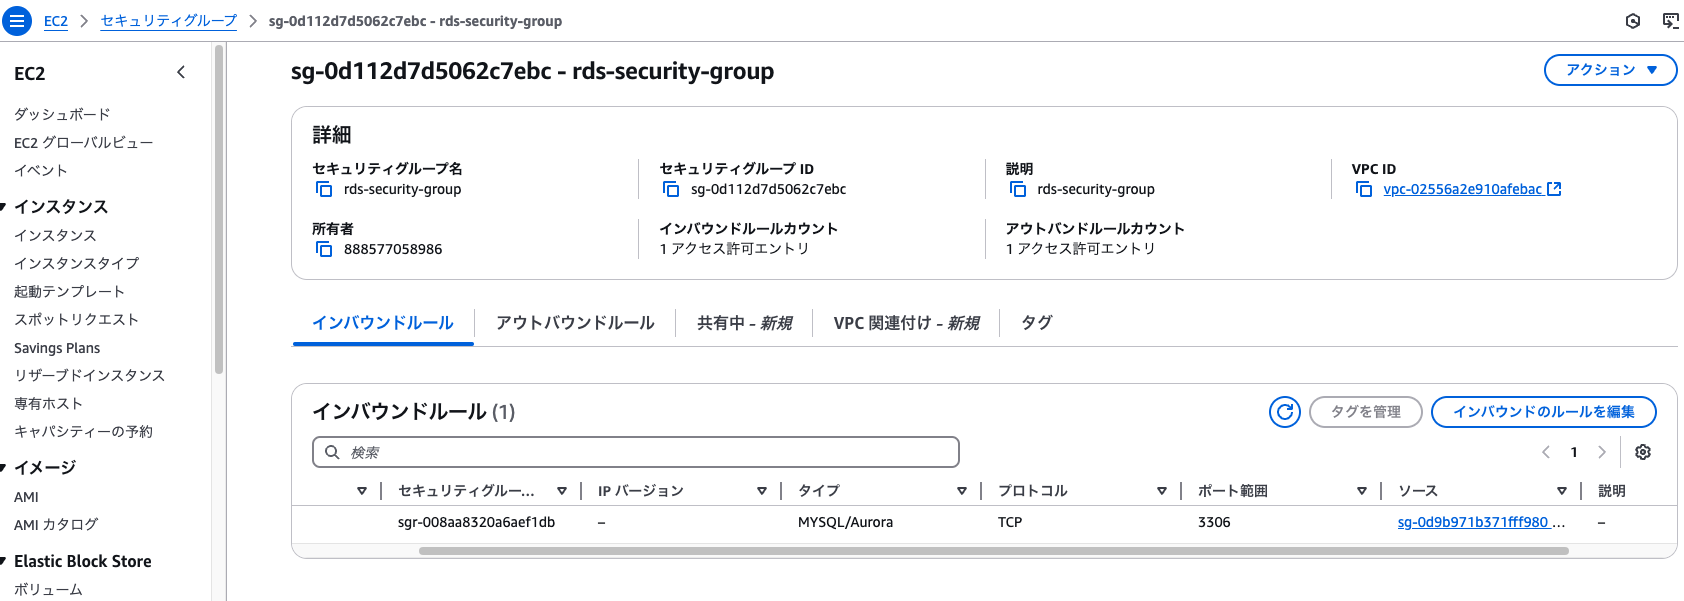 EC2 > セキュリティグループ > sg-0d112d7d5062c7ebc - rds-security-group
EC2
ダッシュボード
EC2 グローバルビュー
イベント
インスタンス
インスタンス
インスタンスタイプ
起動テンプレート
スポットリクエスト
Savings Plans
リザーブドインスタンス
専有ホスト
キャパシティーの予約
イメージ
AMI
AMI カタログ
Elastic Block Store
ボリューム
sg-0d112d7d5062c7ebc - rds-security-group
アクション
詳細
セキュリティグループ名
rds-security-group
セキュリティグループ ID
sg-0d112d7d5062c7ebc
説明
rds-security-group
VPC ID
vpc-02556a2e910afebac
所有者
888577058986
インバウンドルールカウント
1 アクセス許可エントリ
アウトバンドルールカウント
1 アクセス許可エントリ
インバウンドルール アウトバウンドルール 共有中 - 新規 VPC 関連付け - 新規 タグ
インバウンドルール (1)
タグを管理
インバウンドのルールを編集
検索
1
セキュリティグルー... IP バージョン タイプ プロトコル ポート範囲 ソース 説明
sgr-008aa8320a6aef1db – MYSQL/Aurora TCP 3306 sg-0d9b971b371fff980 ... –